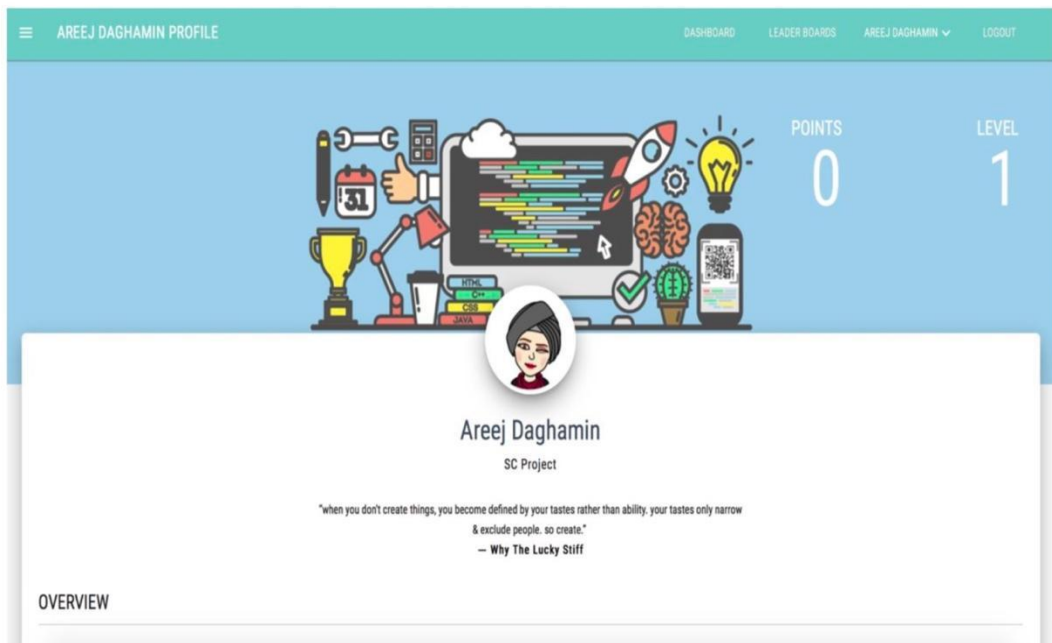 AREEJ DAGHAMIN PROFILE
DASHBOARD
LEADER BOARDS
AREEJ DAGHAMIN
LOGOUT
POINTS
0
LEVEL
1
31
HTML
C++
CSS
JAVA
Areej Daghamin
SC Project
"when you don't create things, you become defined by your tastes rather than ability. your tastes only narrow
& exclude people. so create."
— Why The Lucky Stiff
OVERVIEW